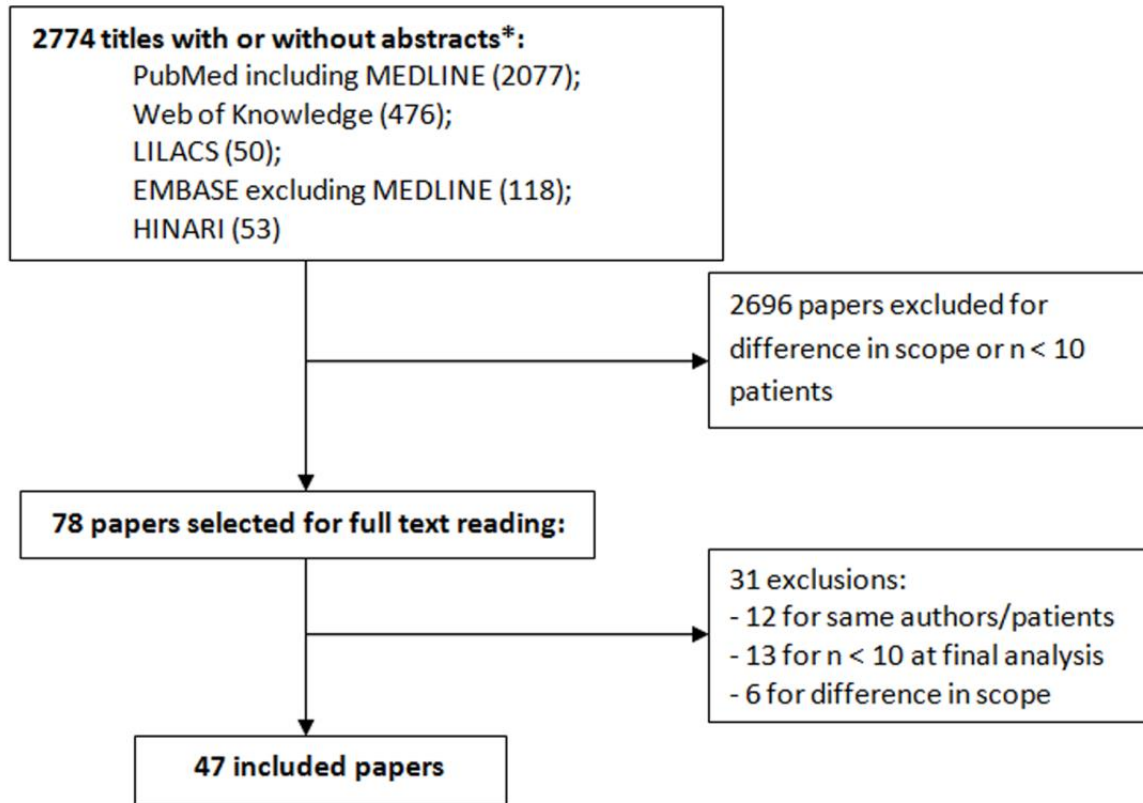 2774 titles with or without abstracts*:
PubMed including MEDLINE (2077);
Web of Knowledge (476);
LILACS (50);
EMBASE excluding MEDLINE (118);
HINARI (53)
2696 papers excluded for
difference in scope or n < 10
patients
78 papers selected for full text reading:
31 exclusions:
- 12 for same authors/patients
- 13 for n < 10 at final analysis
- 6 for difference in scope
47 included papers